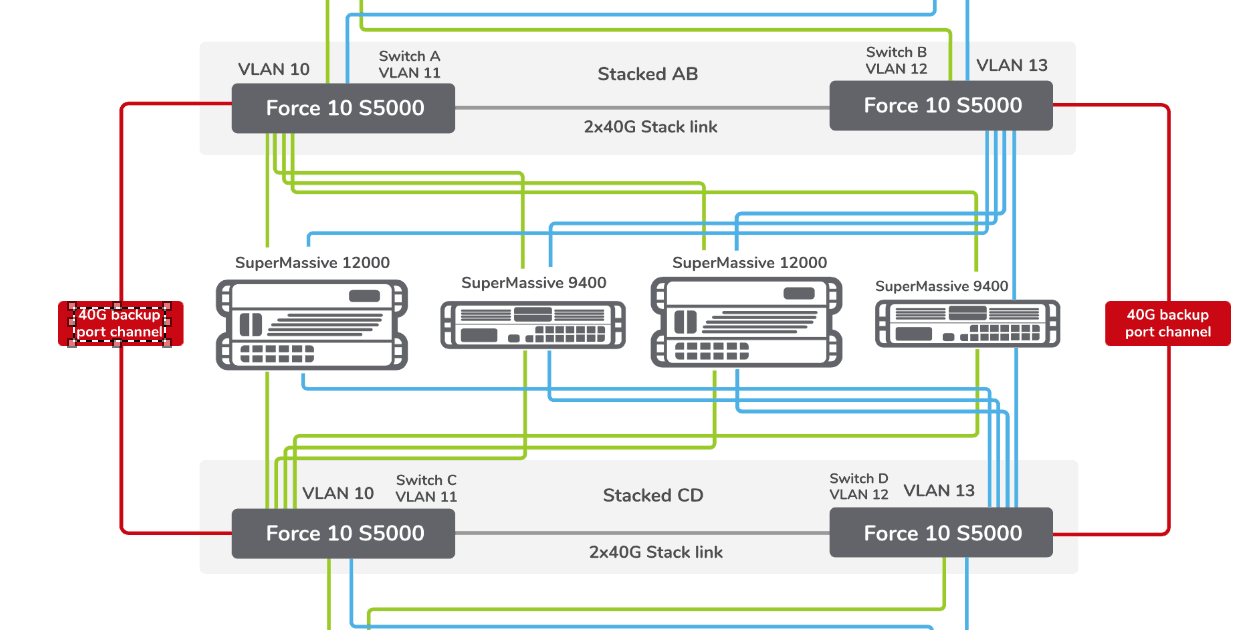 Switch A
VLAN 10
VLAN 11
Stacked AB
Switch B
VLAN 12
VLAN 13
Force 10 S5000
Force 10 S5000
2x40G Stack link
SuperMassive 12000
SuperMassive 9400
SuperMassive 12000
SuperMassive 9400
40G backup
port channel
40G backup
port channel
VLAN 10
Switch C
VLAN 11
Stacked CD
Switch D
VLAN 12
VLAN 13
Force 10 S5000
Force 10 S5000
2x40G Stack link